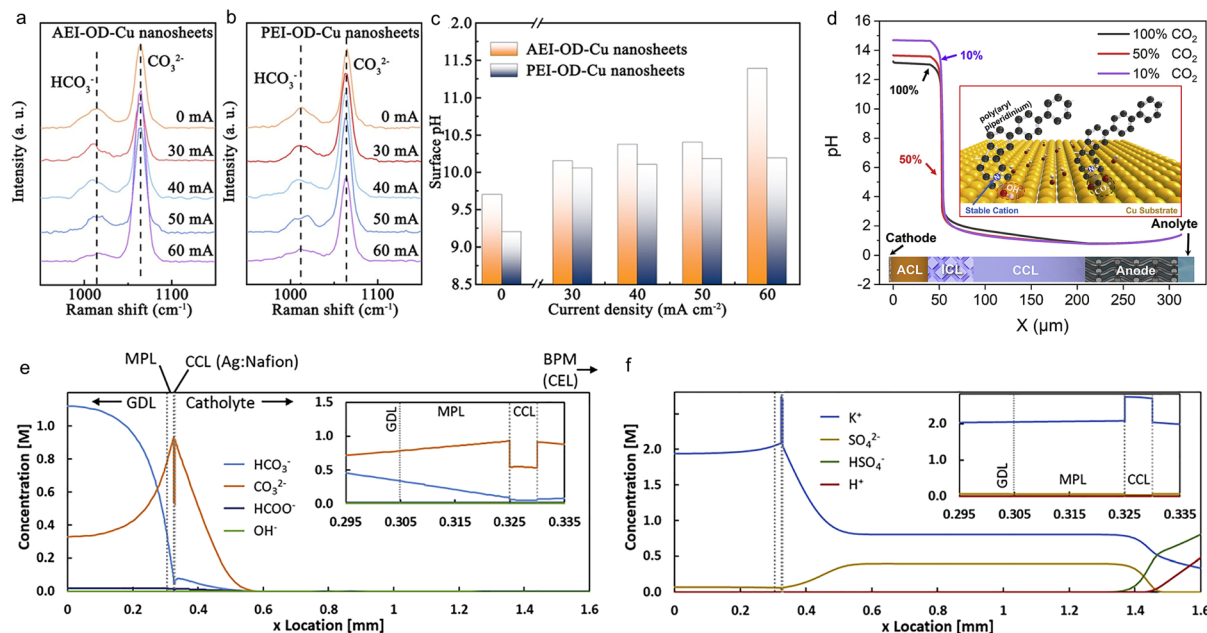 a
AEI-OD-Cu nanosheets
HCO₃⁻
CO₃²⁻
0 mA
30 mA
40 mA
50 mA
60 mA
Intensity (a. u.)
1000
1100
Raman shift (cm⁻¹)
b
PEI-OD-Cu nanosheets
HCO₃⁻
CO₃²⁻
0 mA
30 mA
40 mA
50 mA
60 mA
Intensity (a. u.)
1000
1100
Raman shift (cm⁻¹)
c
AEI-OD-Cu nanosheets
PEI-OD-Cu nanosheets
Surface pH
12.0
11.5
11.0
10.5
10.0
9.5
9.0
8.5
0
30
40
50
60
Current density (mA cm⁻²)
d
100% CO₂
50% CO₂
10% CO₂
10%
100%
50%
poly(aryl
piperidinium)
OH
CO₂
Stable Cation
Cu Substrate
Cathode
Anolyte
ACL
ICL
CCL
Anode
pH
16
14
12
10
8
6
4
2
0
-2
0
50
100
150
200
250
300
X (μm)
e
MPL
CCL (Ag:Nafion)
BPM
(CEL)
GDL
Catholyte
HCO₃⁻
CO₃²⁻
HCOO⁻
OH⁻
Concentration [M]
1.0
0.8
0.6
0.4
0.2
0.0
0
0.2
0.4
0.6
0.8
1
1.2
1.4
1.6
x Location [mm]
1.5
1.0
0.5
0.0
GDL
MPL
CCL
0.295
0.305
0.315
0.325
0.335
f
K⁺
SO₄²⁻
HSO₄⁻
H⁺
Concentration [M]
2.0
1.0
0.5
0.0
0
0.2
0.4
0.6
0.8
1
1.2
1.4
1.6
x Location [mm]
2.0
1.0
0.0
GDL
MPL
CCL
0.295
0.305
0.315
0.325
0.335